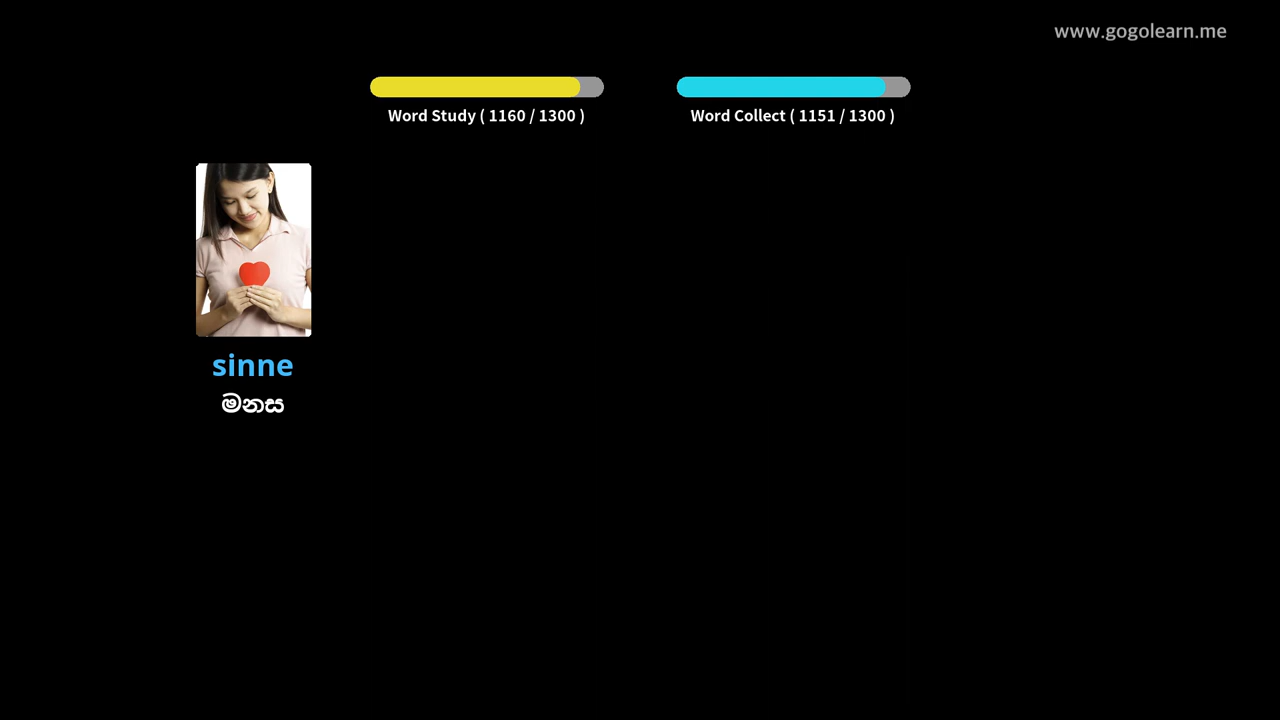 www.gogolearn.me
Word Study ( 1160 / 1300 )
Word Collect ( 1151 / 1300 )
sinne
මනස